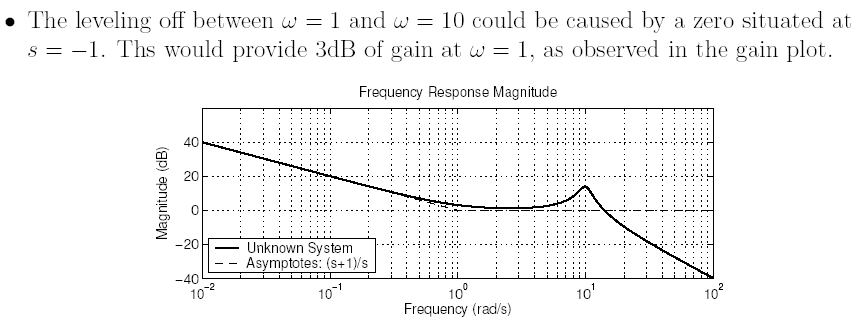 • The leveling off between ω = 1 and ω = 10 could be caused by a zero situated at
s = −1. Ths would provide 3dB of gain at ω = 1, as observed in the gain plot.
Frequency Response Magnitude
Magnitude (dB)
40
20
0
−20
−40
Unknown System
Asymptotes: (s+1)/s
10⁻² 10⁻¹ 10⁰ 10¹ 10²
Frequency (rad/s)